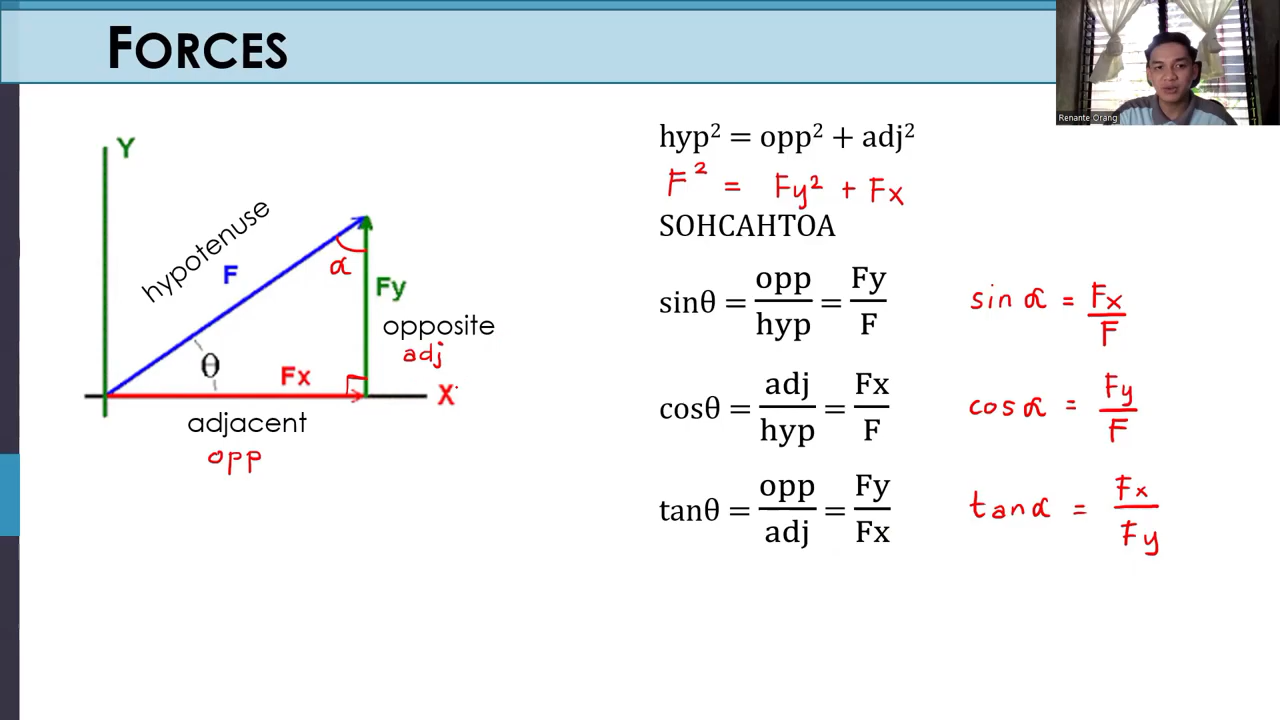 FORCES
Renante Orang
Y
hypotenuse
F
α
Fy
opposite
adj
θ
Fx
X
adjacent
opp
hyp² = opp² + adj²
F² = Fy² + Fx
SOHCAHTOA
sinθ = opp/hyp = Fy/F
sin α = Fx/F
cosθ = adj/hyp = Fx/F
cos α = Fy/F
tanθ = opp/adj = Fy/Fx
tan α = Fx/Fy